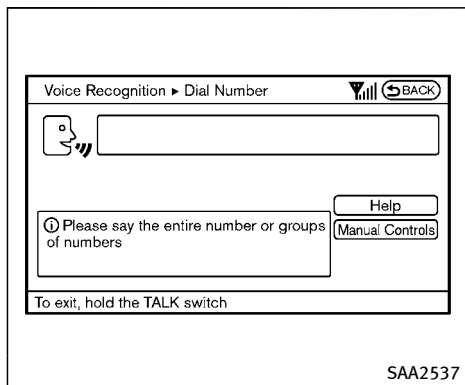 Voice Recognition ▸ Dial Number BACK
Help
ⓘ Please say the entire number or groups
of numbers
Manual Controls
To exit, hold the TALK switch
SAA2537